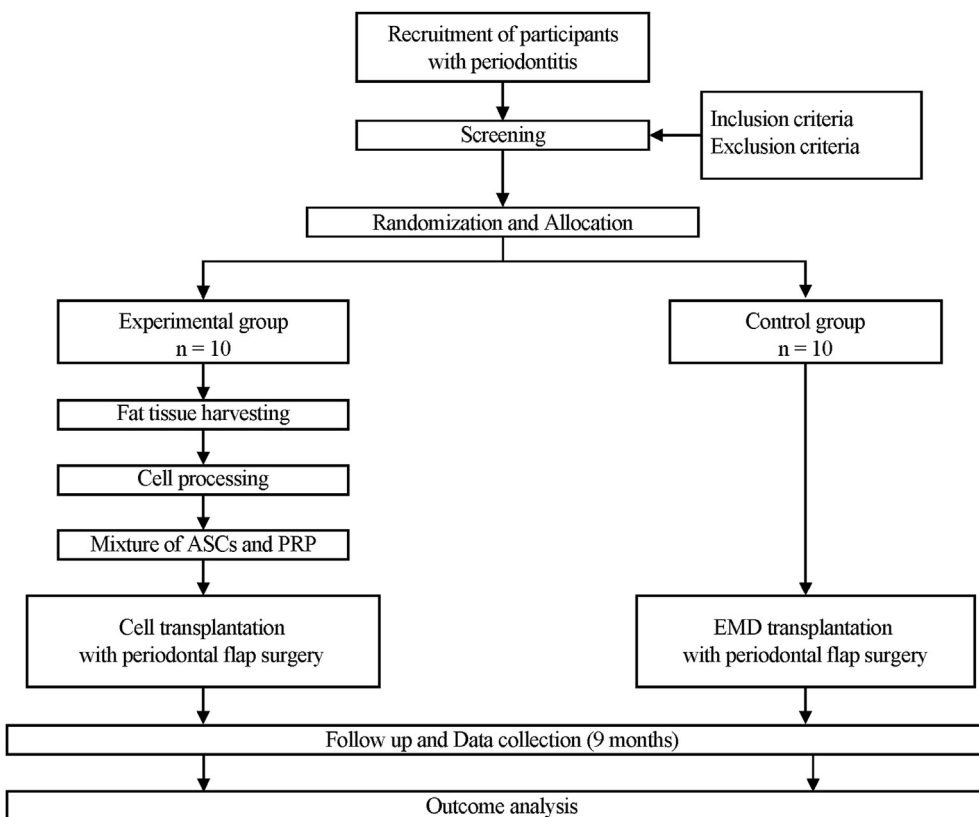 Recruitment of participants
with periodontitis
Screening
Inclusion criteria
Exclusion criteria
Randomization and Allocation
Experimental group
n = 10
Control group
n = 10
Fat tissue harvesting
Cell processing
Mixture of ASCs and PRP
Cell transplantation
with periodontal flap surgery
EMD transplantation
with periodontal flap surgery
Follow up and Data collection (9 months)
Outcome analysis